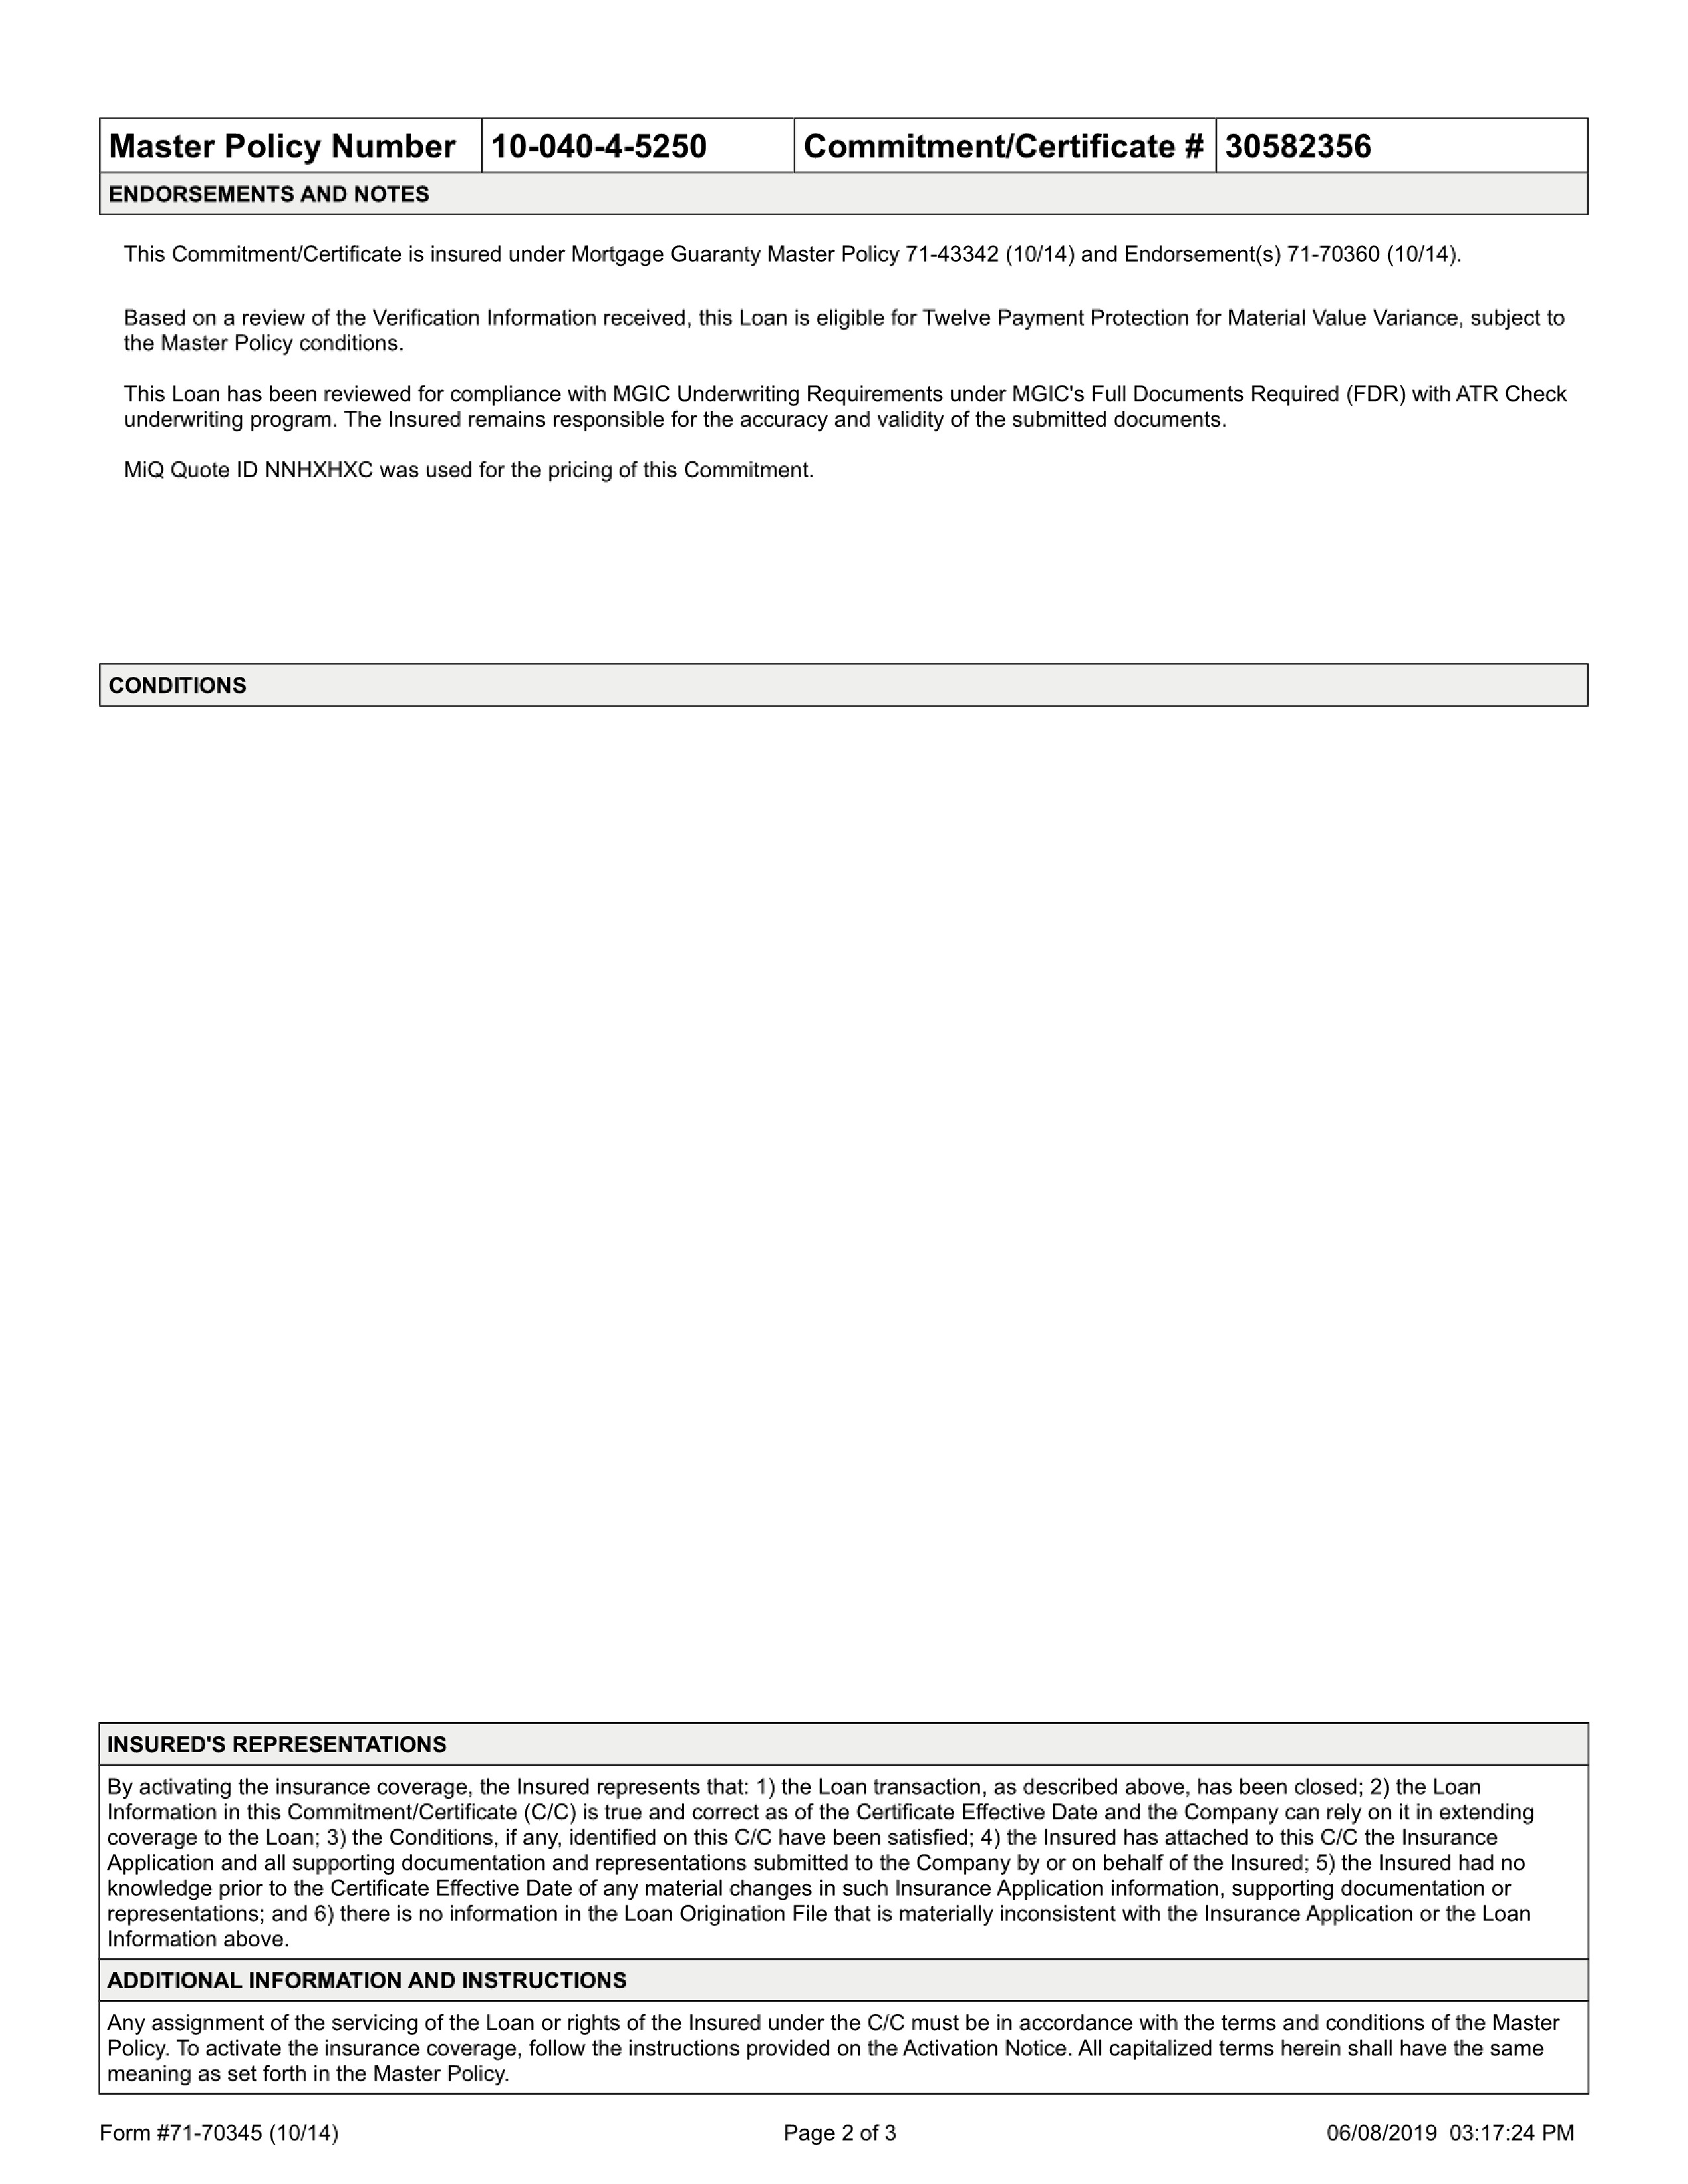 Master Policy Number 10-040-4-5250 Commitment/Certificate # 30582356
ENDORSEMENTS AND NOTES
This Commitment/Certificate is insured under Mortgage Guaranty Master Policy 71-43342 (10/14) and Endorsement(s) 71-70360 (10/14).
Based on a review of the Verification Information received, this Loan is eligible for Twelve Payment Protection for Material Value Variance, subject to
the Master Policy conditions.
This Loan has been reviewed for compliance with MGIC Underwriting Requirements under MGIC's Full Documents Required (FDR) with ATR Check
underwriting program. The Insured remains responsible for the accuracy and validity of the submitted documents.
MiQ Quote ID NNHXHXC was used for the pricing of this Commitment.
CONDITIONS
INSURED'S REPRESENTATIONS
By activating the insurance coverage, the Insured represents that: 1) the Loan transaction, as described above, has been closed; 2) the Loan
Information in this Commitment/Certificate (C/C) is true and correct as of the Certificate Effective Date and the Company can rely on it in extending
coverage to the Loan; 3) the Conditions, if any, identified on this C/C have been satisfied; 4) the Insured has attached to this C/C the Insurance
Application and all supporting documentation and representations submitted to the Company by or on behalf of the Insured; 5) the Insured had no
knowledge prior to the Certificate Effective Date of any material changes in such Insurance Application information, supporting documentation or
representations; and 6) there is no information in the Loan Origination File that is materially inconsistent with the Insurance Application or the Loan
Information above.
ADDITIONAL INFORMATION AND INSTRUCTIONS
Any assignment of the servicing of the Loan or rights of the Insured under the C/C must be in accordance with the terms and conditions of the Master
Policy. To activate the insurance coverage, follow the instructions provided on the Activation Notice. All capitalized terms herein shall have the same
meaning as set forth in the Master Policy.
Form #71-70345 (10/14) Page 2 of 3 06/08/2019 03:17:24 PM